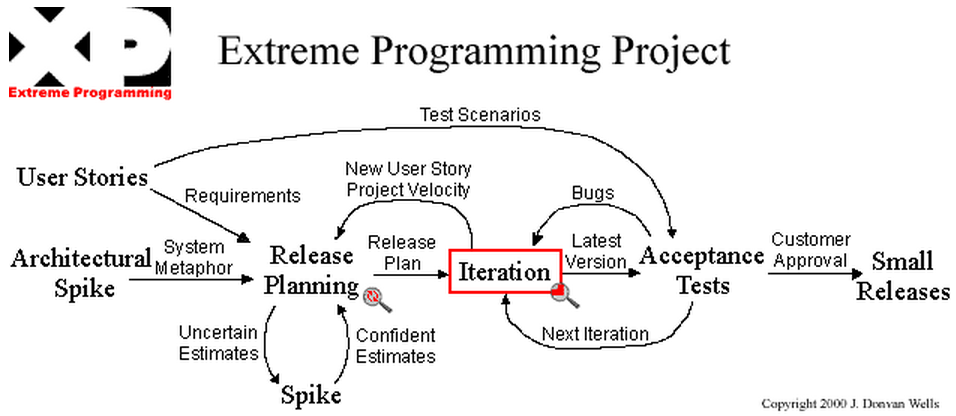 XP
Extreme Programming
Extreme Programming Project
Test Scenarios
User Stories
Requirements
New User Story
Project Velocity
Bugs
Architectural
Spike
System
Metaphor
Release
Planning
Release
Plan
Iteration
Latest
Version
Acceptance
Tests
Customer
Approval
Small
Releases
Uncertain
Estimates
Confident
Estimates
Next Iteration
Spike
Copyright 2000 J. Donvan Wells